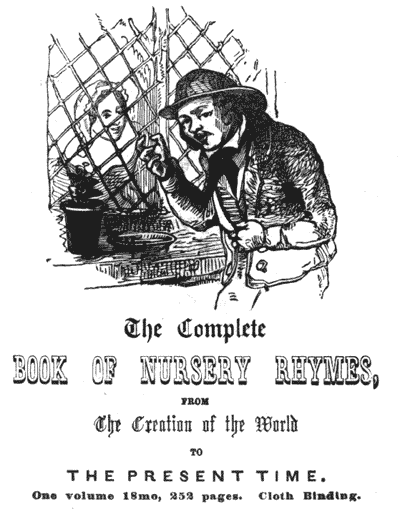 The Complete
BOOK OF NURSERY RHYMES,
FROM
The Creation of the World
TO
THE PRESENT TIME.
One volume 18mo, 252 pages. Cloth Binding.